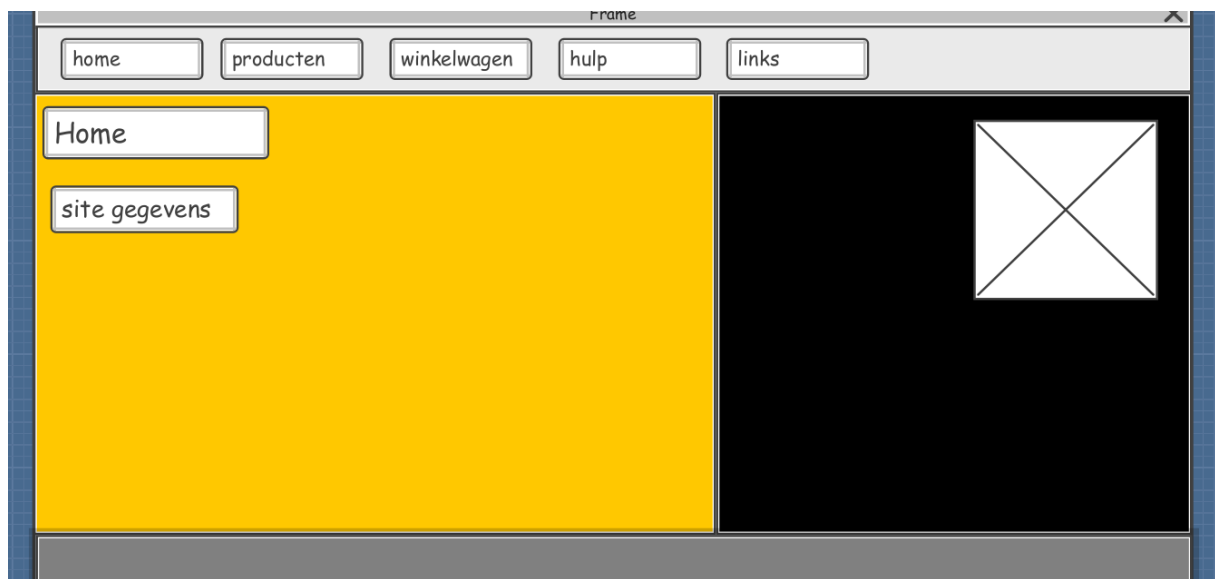 Frame
home
producten
winkelwagen
hulp
links
Home
site gegevens